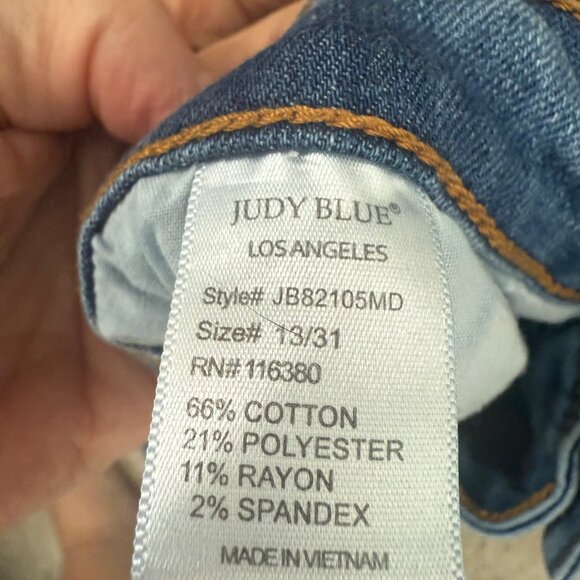 JUDY BLUE®
LOS ANGELES
Style# JB82105MD
Size# 13/31
RN# 116380
66% COTTON
21% POLYESTER
11% RAYON
2% SPANDEX
MADE IN VIETNAM